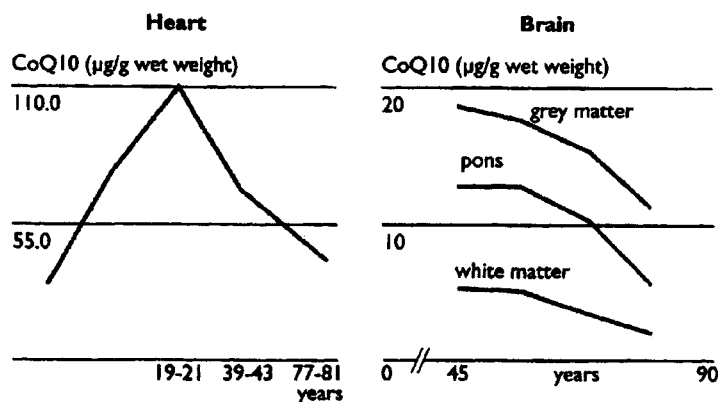 Heart
CoQ10 (µg/g wet weight)
110.0
55.0
19-21 39-43 77-81
years
Brain
CoQ10 (µg/g wet weight)
20
grey matter
pons
10
white matter
0 45 years 90